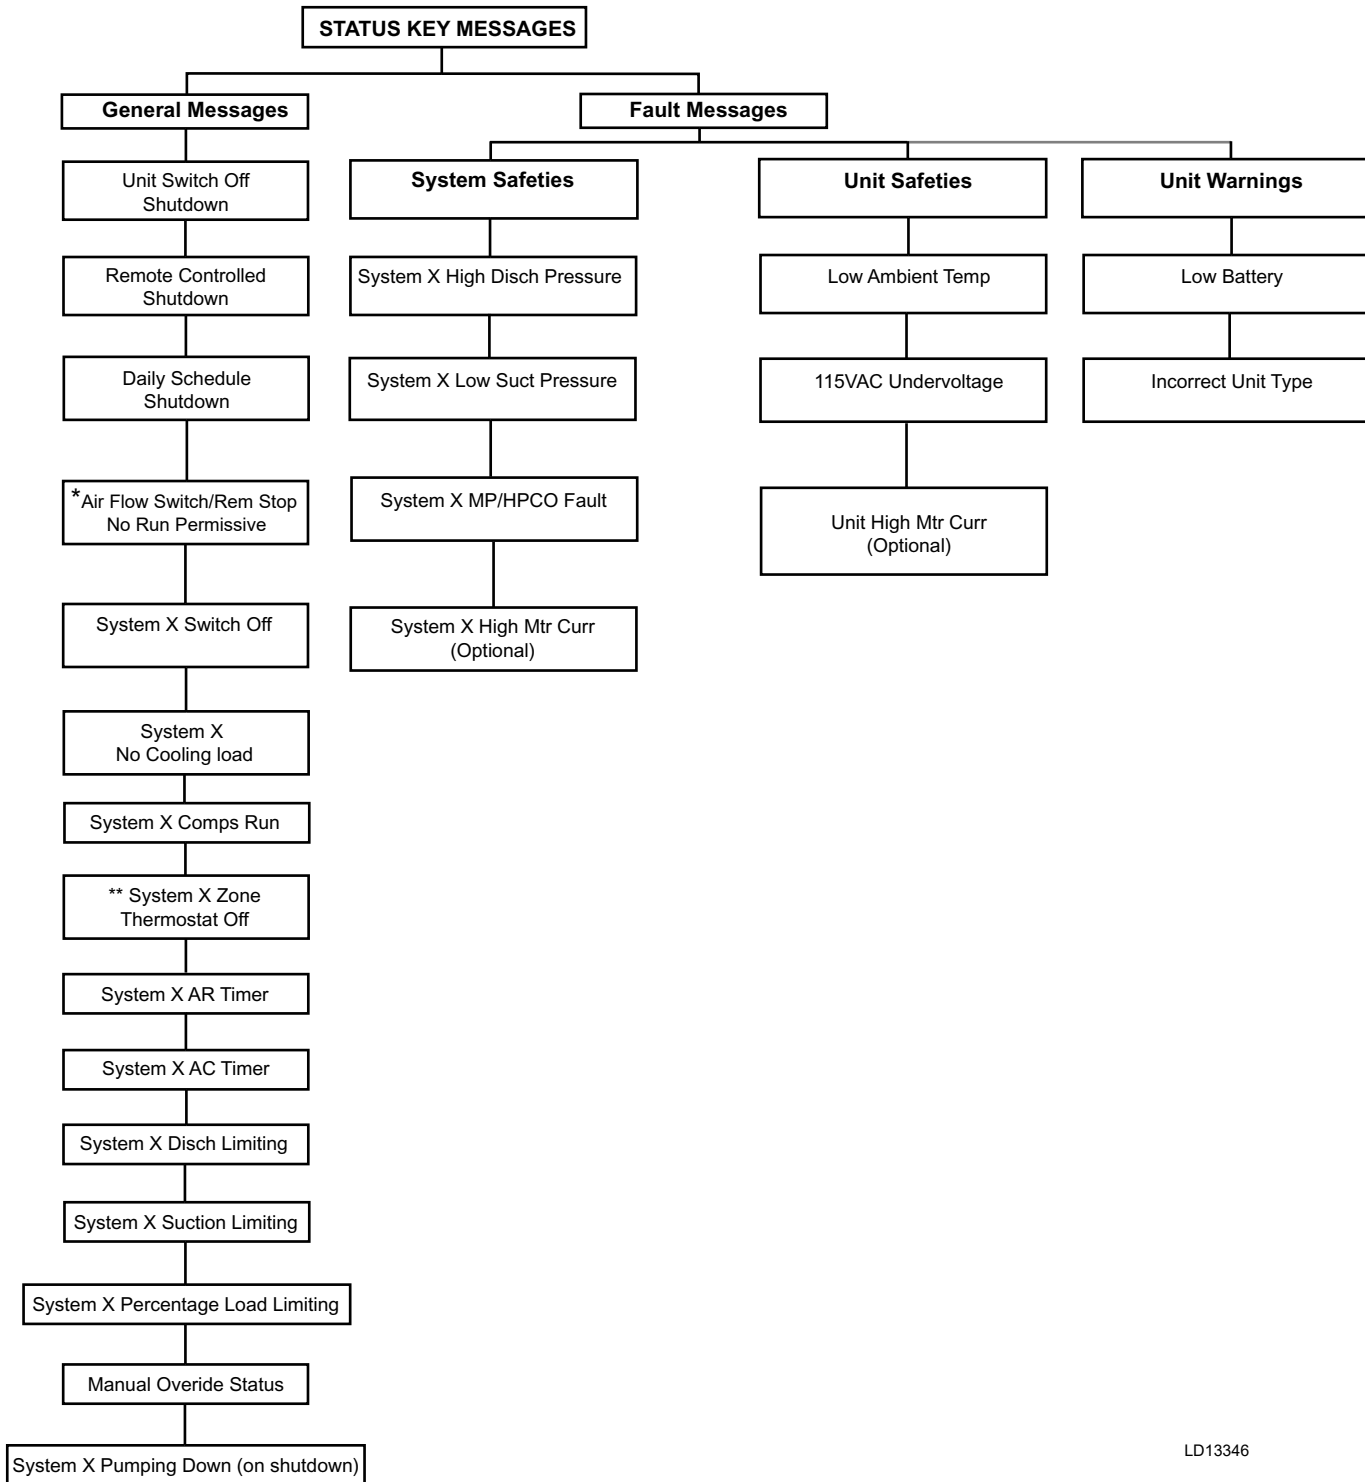 STATUS KEY MESSAGES
General Messages
Unit Switch Off
Shutdown
Remote Controlled
Shutdown
Daily Schedule
Shutdown
*Air Flow Switch/Rem Stop
No Run Permissive
System X Switch Off
System X
No Cooling load
System X Comps Run
** System X Zone
Thermostat Off
System X AR Timer
System X AC Timer
System X Disch Limiting
System X Suction Limiting
System X Percentage Load Limiting
Manual Overide Status
System X Pumping Down (on shutdown)
Fault Messages
System Safeties
System X High Disch Pressure
System X Low Suct Pressure
System X MP/HPCO Fault
System X High Mtr Curr
(Optional)
Unit Safeties
Low Ambient Temp
115VAC Undervoltage
Unit High Mtr Curr
(Optional)
Unit Warnings
Low Battery
Incorrect Unit Type
LD13346